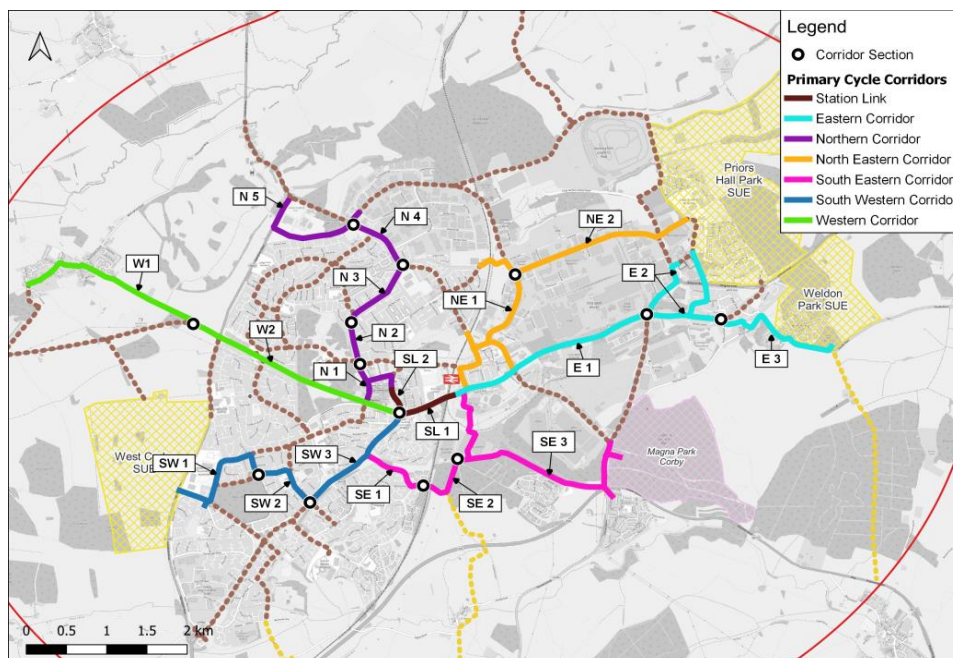 Legend
Corridor Section
Primary Cycle Corridors
Station Link
Eastern Corridor
Northern Corridor
North Eastern Corridor
South Eastern Corridor
South Western Corrido
Western Corridor
Priors
Hall Park
SUE
N 5
N 4
NE 2
W1
N 3
E 2
NE 1
Weldon
Park SUE
W2
N 2
SL 2
E 3
N 1
E 1
SL 1
West Co
SUE
SW 1
SW 3
SE 3
Magna Park
Corby
SW 2
SE 1
SE 2
0 0.5 1 1.5 2 km